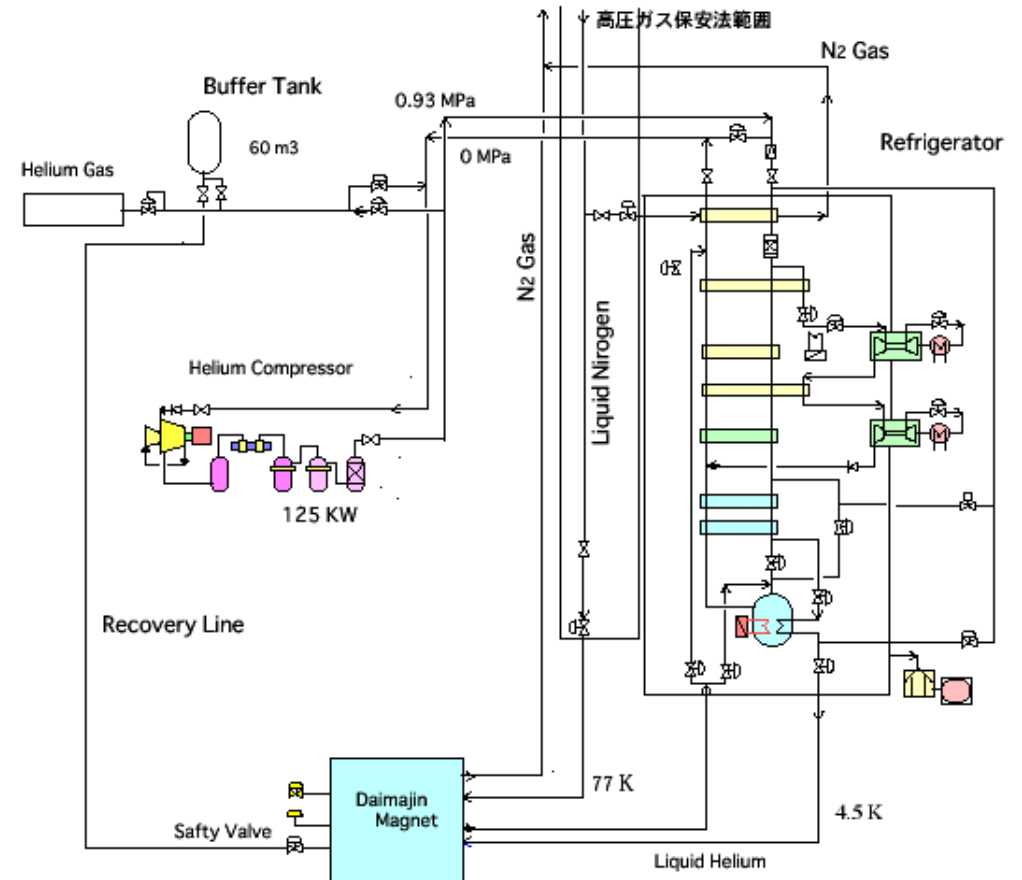 高圧ガス保安法範囲
N2 Gas
Buffer Tank
0.93 MPa
60 m3
Refrigerator
0 MPa
Helium Gas
N2 Gas
Liquid Nirogen
Helium Compressor
125 KW
Recovery Line
77 K
Daimajin
Magnet
4.5 K
Safty Valve
Liquid Helium